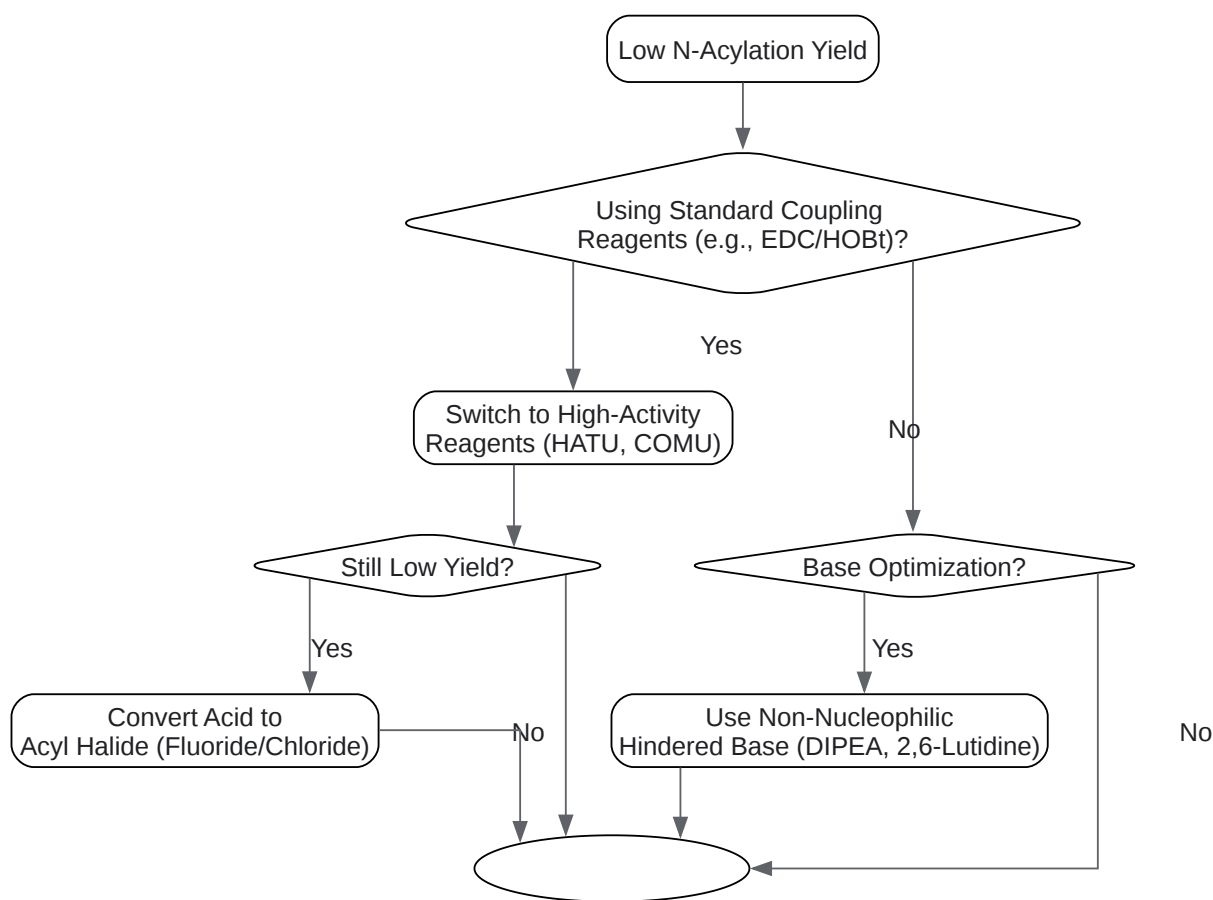 Low N-Acylation Yield
Using Standard Coupling
Reagents (e.g., EDC/HOBt)?
Yes
Switch to High-Activity
Reagents (HATU, COMU)
No
Still Low Yield?
Base Optimization?
Yes
Yes
Convert Acid to
Acyl Halide (Fluoride/Chloride)
No
Use Non-Nucleophilic
Hindered Base (DIPEA, 2,6-Lutidine)
No